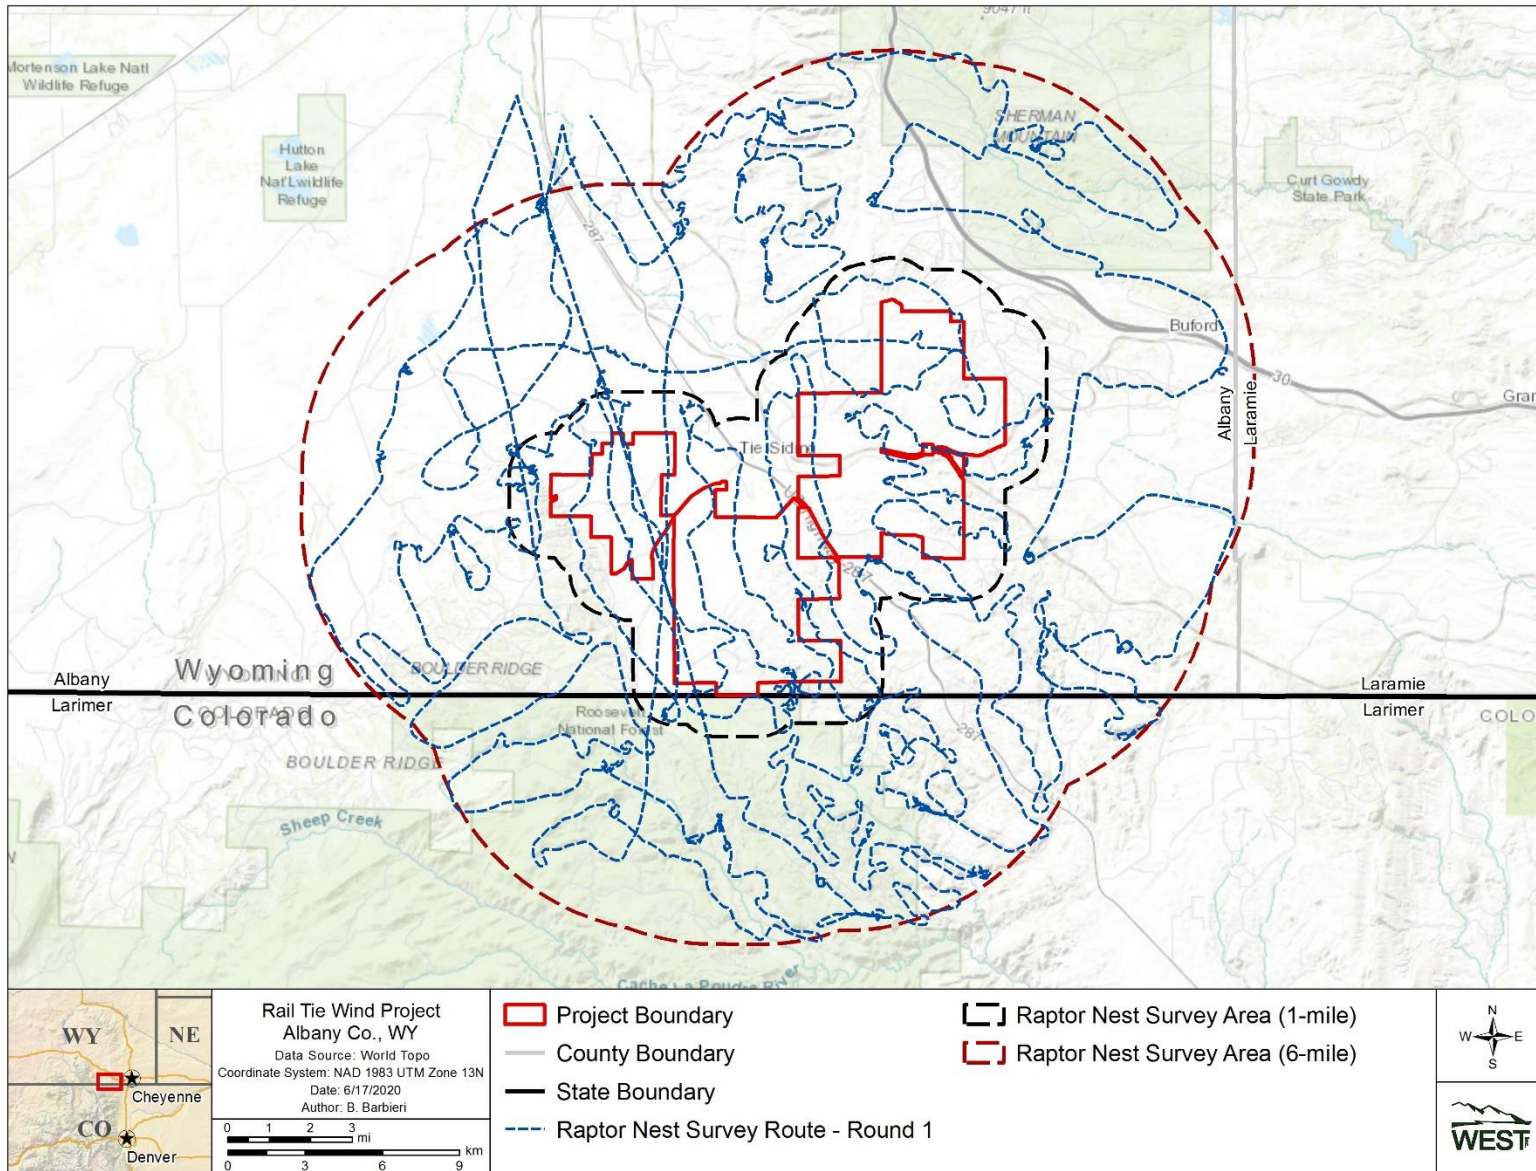 9047 ft
Mortenson Lake Natl
Wildlife Refuge
SHERMAN
MOUNTAIN
Hutton
Lake
Nat'l wildlife
Refuge
Curt Gowdy
State Park
287
Buford
30
Albany
Laramie
Tie Siding
287
Wyoming
WYOMING
BOULDER RIDGE
Albany
Larimer
Laramie
Larimer
Colorado
COLORADO
Roosevelt
National Forest
287
BOULDER RIDGE
Sheep Creek
Cache La Poudre River
WY
NE
Cheyenne
CO
Denver
Rail Tie Wind Project
Albany Co., WY
Data Source: World Topo
Coordinate System: NAD 1983 UTM Zone 13N
Date: 6/17/2020
Author: B. Barbieri
0 1 2 3
mi
km
0 3 6 9
Project Boundary
County Boundary
State Boundary
Raptor Nest Survey Route - Round 1
Raptor Nest Survey Area (1-mile)
Raptor Nest Survey Area (6-mile)
N
W E
S
WEST